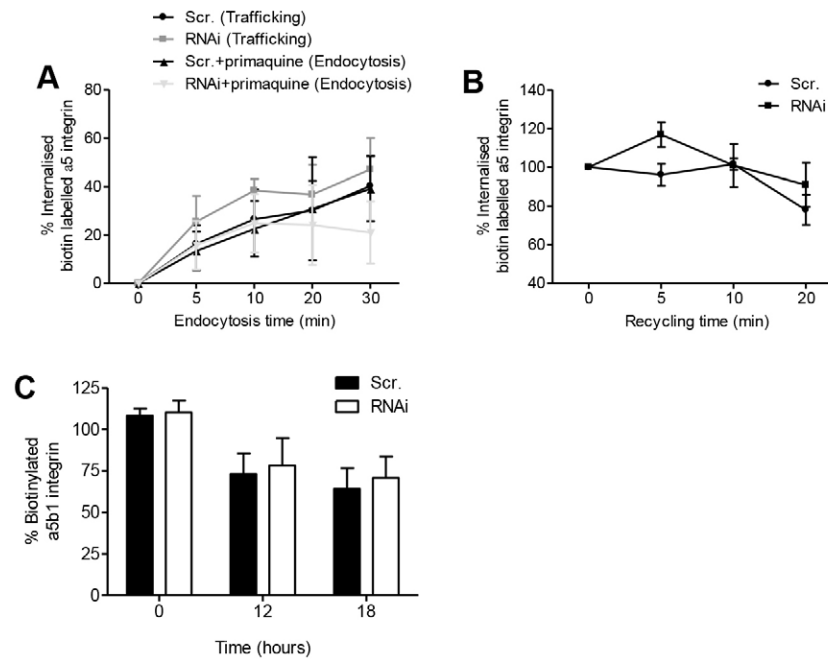 A
Scr. (Trafficking)
RNAi (Trafficking)
Scr.+primaquine (Endocytosis)
RNAi+primaquine (Endocytosis)
% Internalised
biotin labelled a5 integrin
80
60
40
20
0
0 5 10 20 30
Endocytosis time (min)
B
Scr.
RNAi
% Internalised
biotin labelled a5 integrin
140
120
100
80
60
40
0 5 10 20
Recycling time (min)
C
Scr.
RNAi
% Biotinylated
a5b1 integrin
125
100
75
50
25
0
0 12 18
Time (hours)